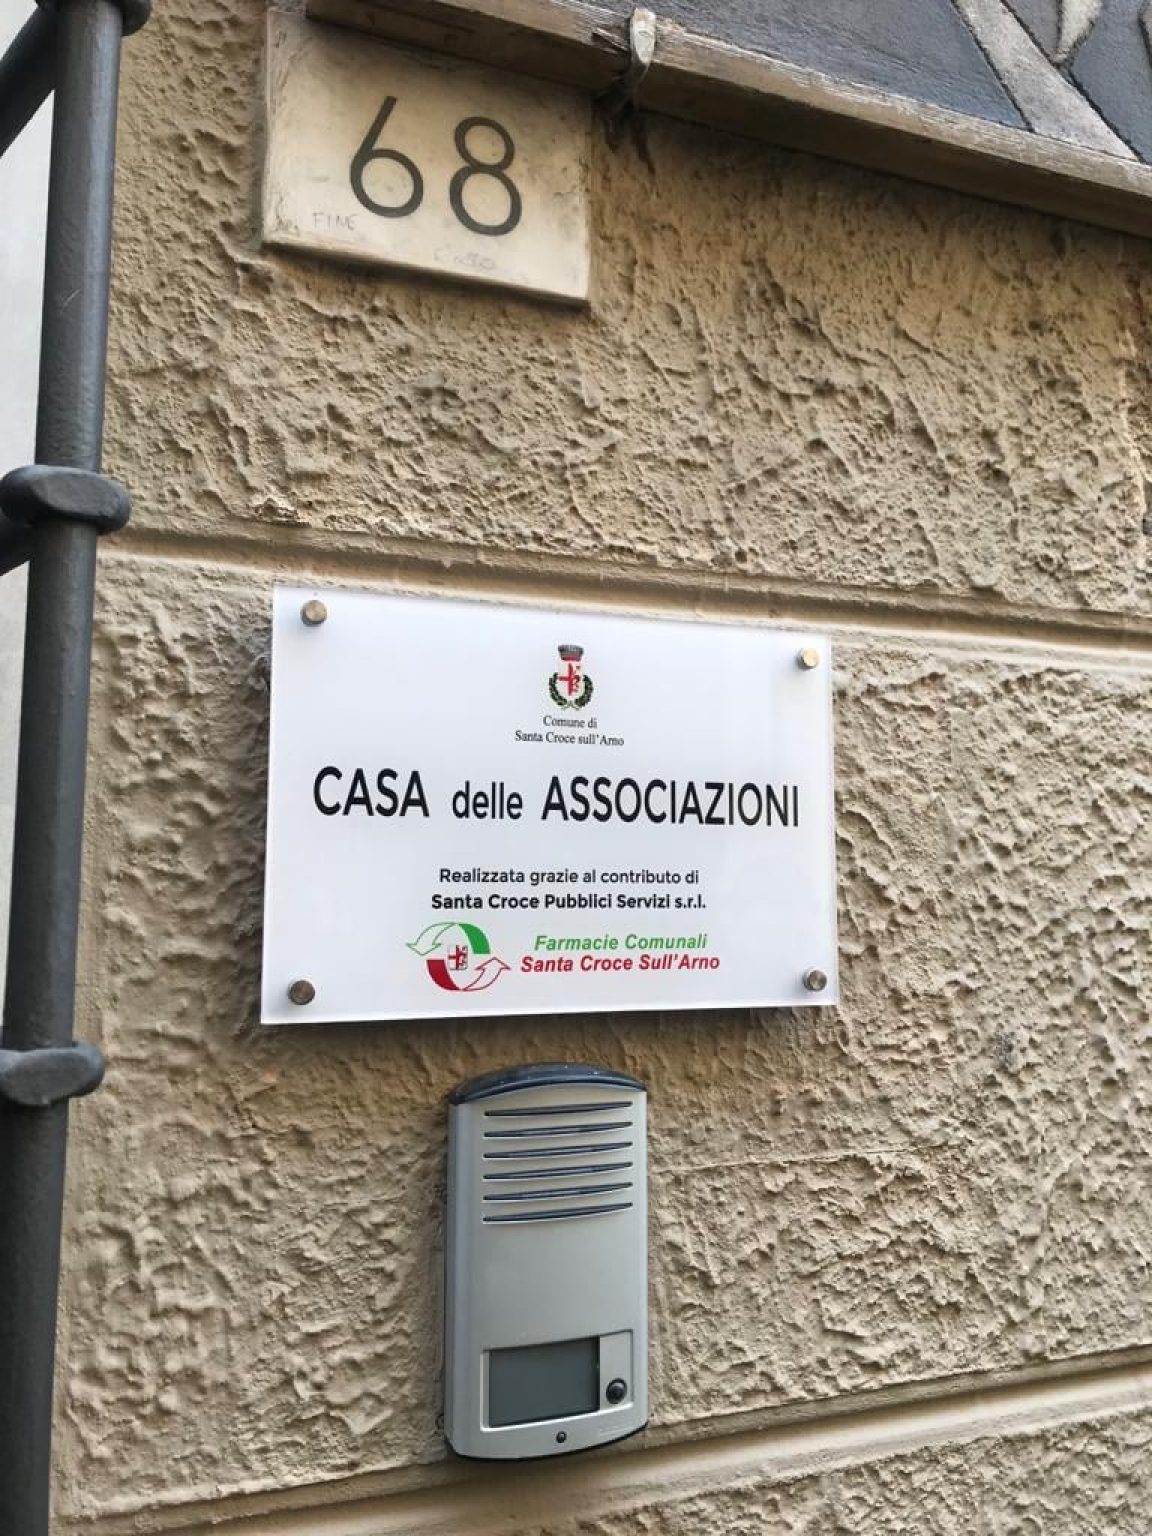 68
FINE
Comune di
Santa Croce sull'Arno
CASA delle ASSOCIAZIONI
Realizzata grazie al contributo di
Santa Croce Pubblici Servizi s.r.l.
Farmacie Comunali
Santa Croce Sull'Arno